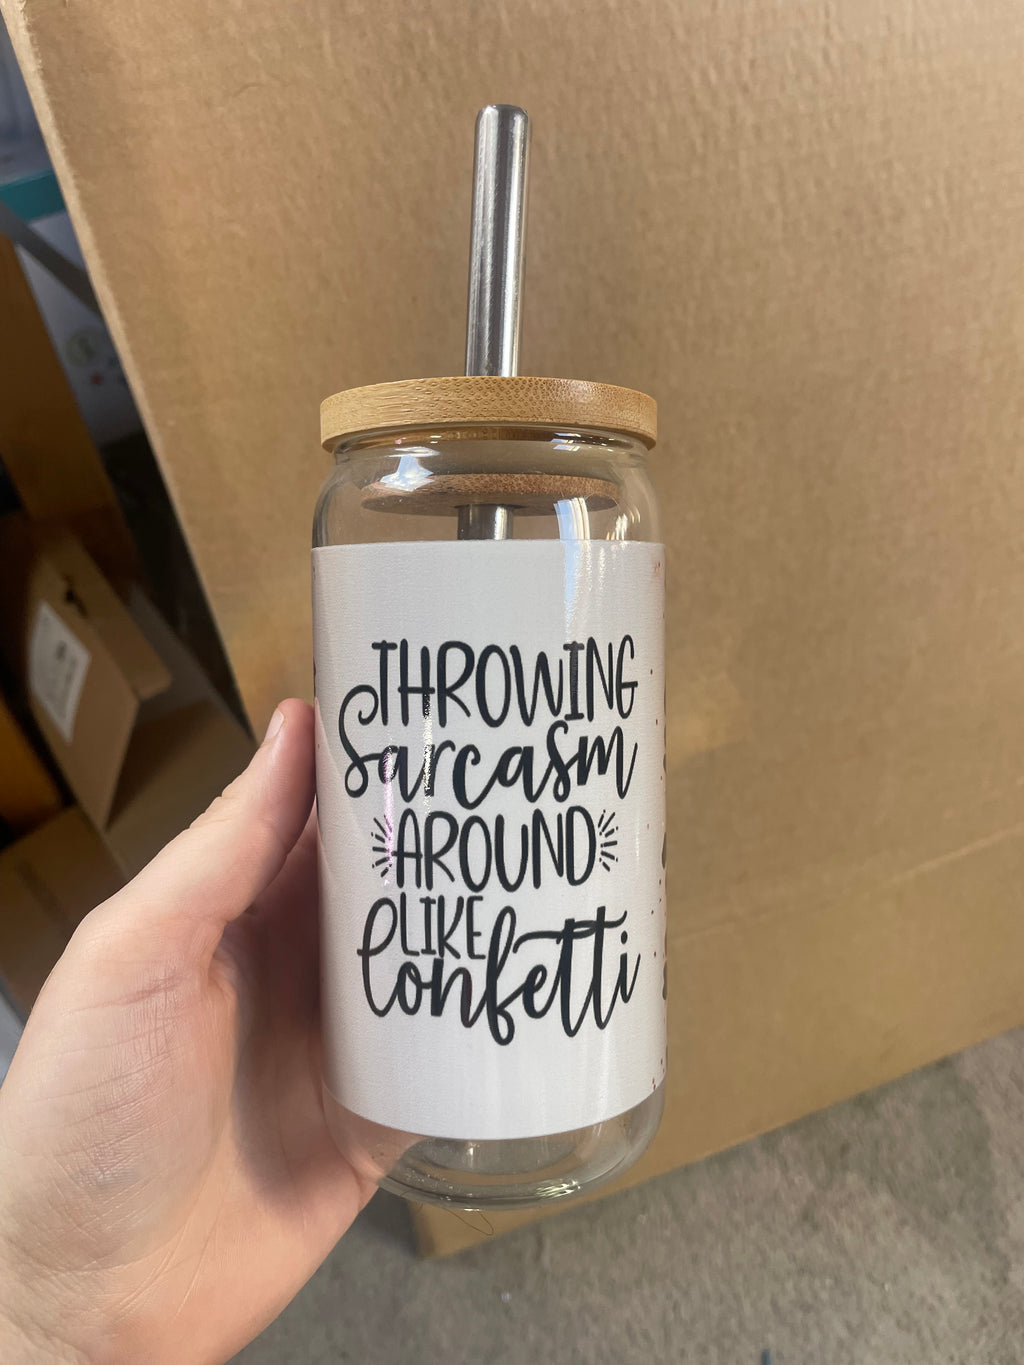 THROWING
Sarcasm
AROUND
LIKE
Confetti